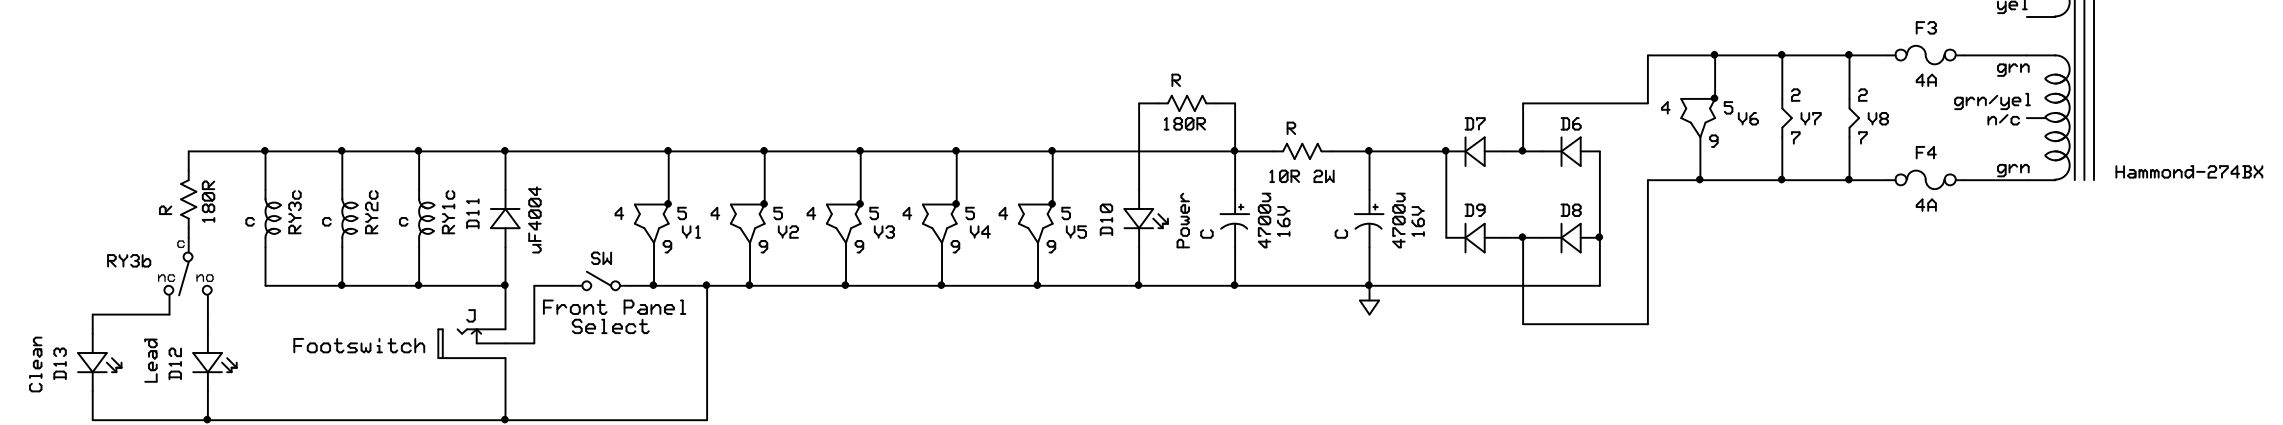 yel
F3
4A
grn
grn/yel
n/c
grn
Hammond-274BX
F4
4A
4
5
V6
9
2
V7
7
2
V8
7
R
180R
R
10R 2W
D7
D6
D9
D8
R
180R
c
RY3b
nc
no
c
RY3c
c
RY2c
c
RY1c
D11
uF4004
4
5
V1
9
4
5
V2
9
4
5
V3
9
4
5
V4
9
4
5
V5
9
D10
Power
C
+
4700u
16V
C
+
4700u
16V
SW
Front Panel
Select
J
Footswitch
Clean
D13
Lead
D12